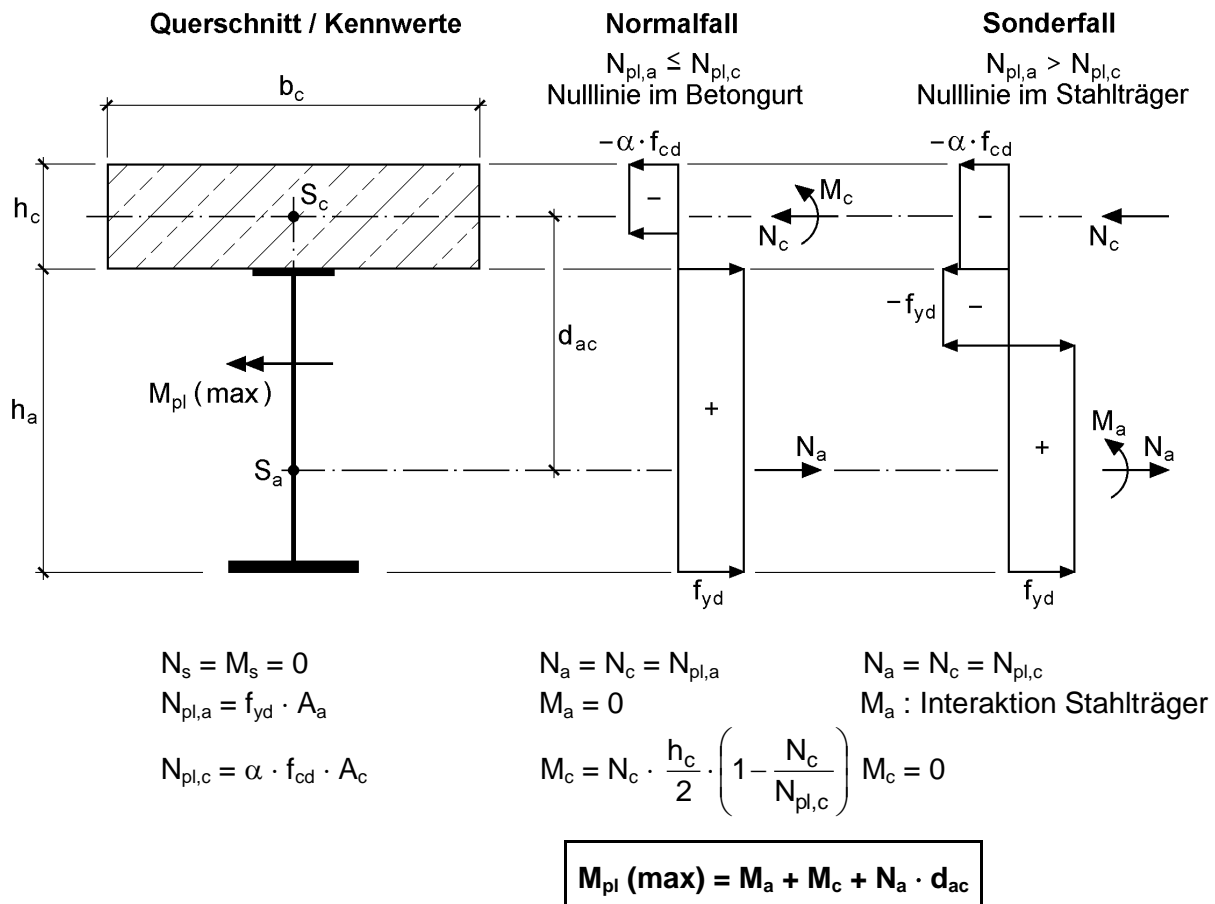 Querschnitt / Kennwerte
Normalfall
Sonderfall
N_pl,a ≤ N_pl,c
Nulllinie im Betongurt
N_pl,a > N_pl,c
Nulllinie im Stahlträger
b_c
−α · f_cd
−α · f_cd
h_c
S_c
−
M_c
N_c
−
N_c
−f_yd
−
d_ac
M_pl (max)
h_a
+
S_a
N_a
+
M_a
N_a
f_yd
f_yd
N_s = M_s = 0
N_a = N_c = N_pl,a
N_a = N_c = N_pl,c
N_pl,a = f_yd · A_a
M_a = 0
M_a : Interaktion Stahlträger
N_pl,c = α · f_cd · A_c
M_c = N_c · h_c/2 · (1 − N_c/N_pl,c)
M_c = 0
M_pl (max) = M_a + M_c + N_a · d_ac